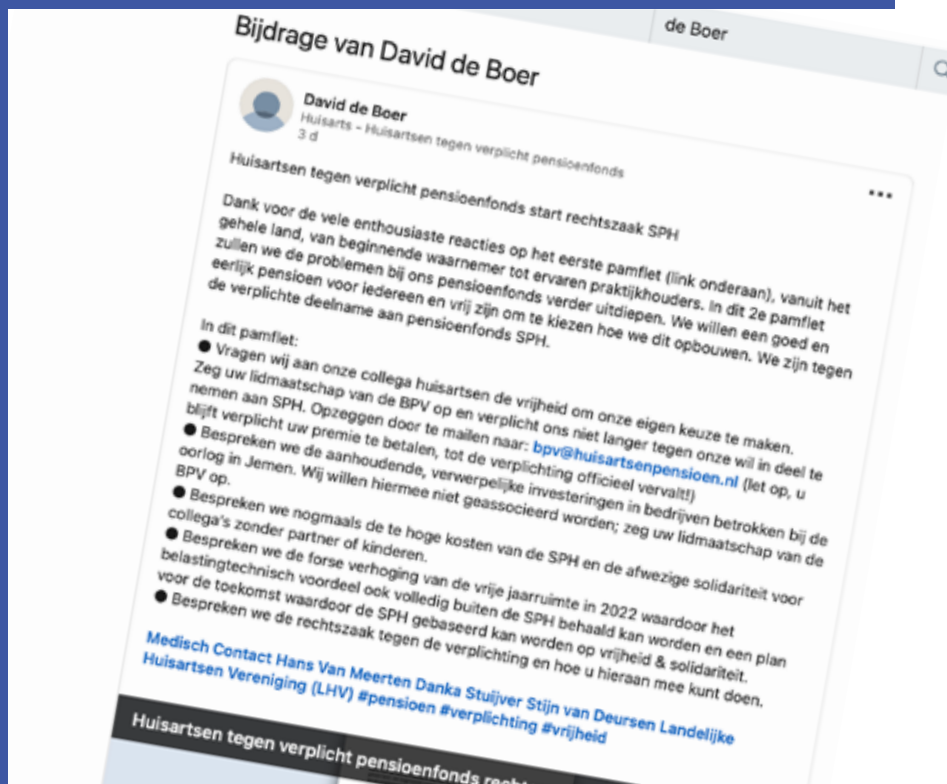 de Boer
Bijdrage van David de Boer
David de Boer
Huisarts - Huisartsen tegen verplicht pensioenfonds
3 d
Huisartsen tegen verplicht pensioenfonds start rechtszaak SPH
Dank voor de vele enthousiaste reacties op het eerste pamflet (link onderaan), vanuit het
gehele land, van beginnende waarnemer tot ervaren praktijkhouders. In dit 2e pamflet
zullen we de problemen bij ons pensioenfonds verder uitdiepen. We willen een goed en
eerlijk pensioen voor iedereen en vrij zijn om te kiezen hoe we dit opbouwen. We zijn tegen
de verplichte deelname aan pensioenfonds SPH.
In dit pamflet:
● Vragen wij aan onze collega huisartsen de vrijheid om onze eigen keuze te maken.
Zeg uw lidmaatschap van de BPV op en verplicht ons niet langer tegen onze wil in deel te
nemen aan SPH. Opzeggen door te mailen naar: bpv@huisartsenpensioen.nl (let op, u
blijft verplicht uw premie te betalen, tot de verplichting officieel vervalt!)
● Bespreken we de aanhoudende, verwerpelijke investeringen in bedrijven betrokken bij de
oorlog in Jemen. Wij willen hiermee niet geassocieerd worden; zeg uw lidmaatschap van de
BPV op.
● Bespreken we nogmaals de te hoge kosten van de SPH en de afwezige solidariteit voor
collega's zonder partner of kinderen.
● Bespreken we de forse verhoging van de vrije jaarruimte in 2022 waardoor het
belastingtechnisch voordeel ook volledig buiten de SPH behaald kan worden en een plan
voor de toekomst waardoor de SPH gebaseerd kan worden op vrijheid & solidariteit.
● Bespreken we de rechtszaak tegen de verplichting en hoe u hieraan mee kunt doen.
Medisch Contact Hans Van Meerten Danka Stuijver Stijn van Deursen Landelijke
Huisartsen Vereniging (LHV) #pensioen #verplichting #vrijheid
Huisartsen tegen verplicht pensioenfonds